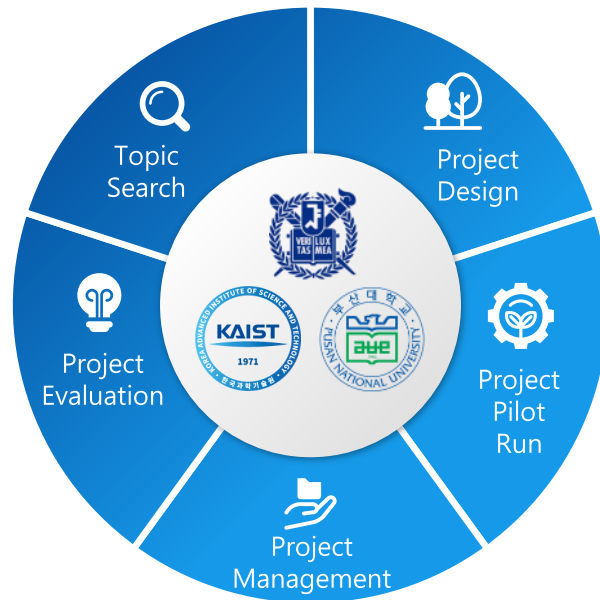 Topic
Search
Project
Design
VERI LUX
TAS MEA
KOREA ADVANCED INSTITUTE OF SCIENCE AND TECHNOLOGY
KAIST
1971
한국과학기술원
부산대학교
PUSAN NATIONAL UNIVERSITY
Project
Evaluation
Project
Pilot
Run
Project
Management